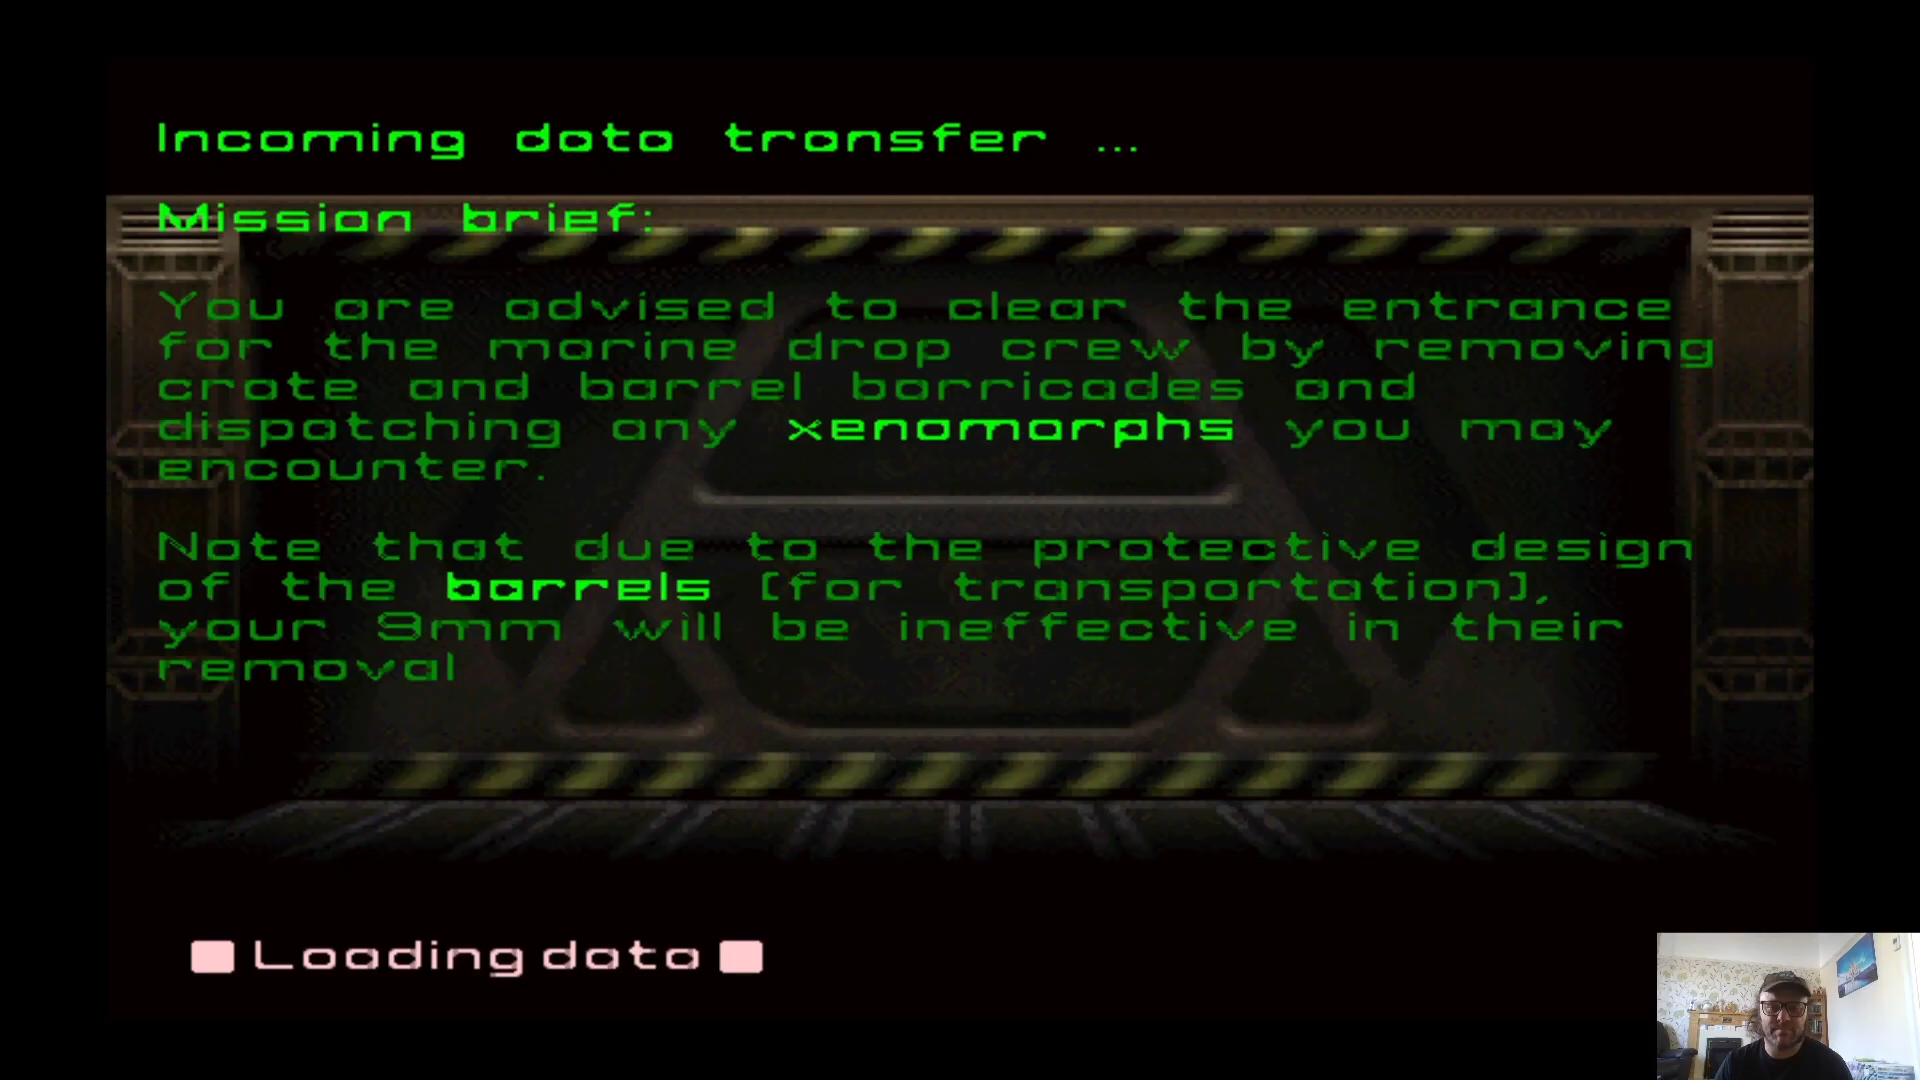 Incoming data transfer ...
Mission brief:
You are advised to clear the entrance
for the marine drop crew by removing
crate and barrel barricades and
dispatching any xenomorphs you may
encounter.
Note that due to the protective design
of the barrels [for transportation],
your 9mm will be ineffective in their
removal
Loading data